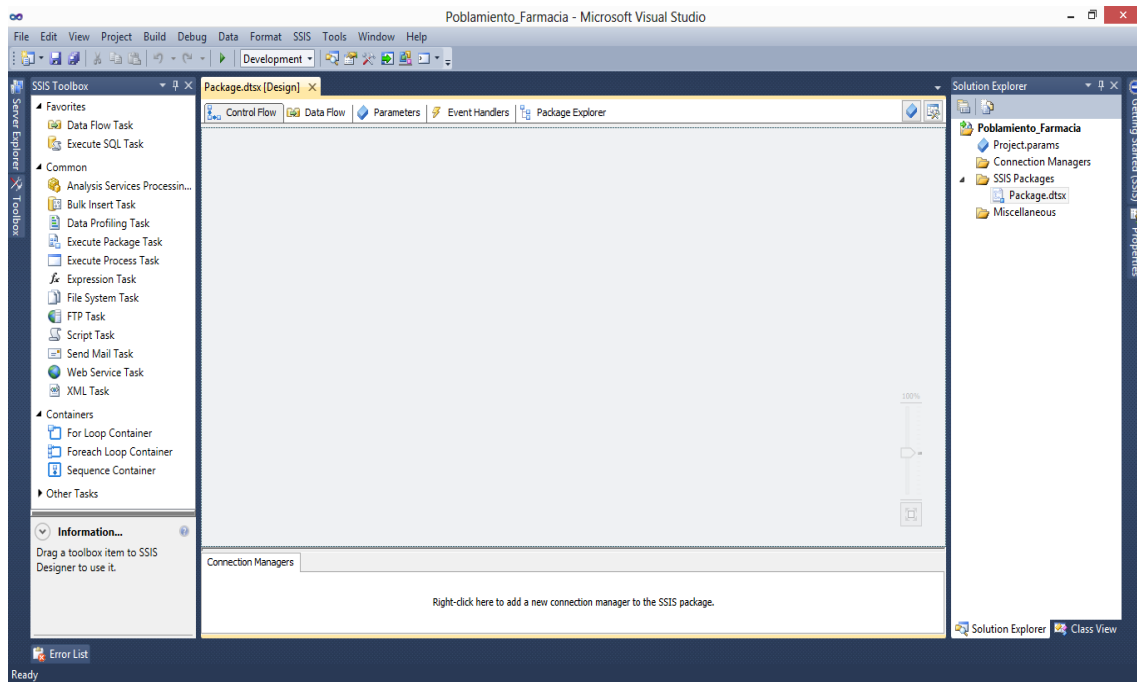 Poblamiento_Farmacia - Microsoft Visual Studio
File Edit View Project Build Debug Data Format SSIS Tools Window Help
Development
Server Explorer
Toolbox
SSIS Toolbox
Favorites
Data Flow Task
Execute SQL Task
Common
Analysis Services Processin...
Bulk Insert Task
Data Profiling Task
Execute Package Task
Execute Process Task
Expression Task
File System Task
FTP Task
Script Task
Send Mail Task
Web Service Task
XML Task
Containers
For Loop Container
Foreach Loop Container
Sequence Container
Other Tasks
Information...
Drag a toolbox item to SSIS
Designer to use it.
Package.dtsx [Design]
Control Flow Data Flow Parameters Event Handlers Package Explorer
100%
Connection Managers
Right-click here to add a new connection manager to the SSIS package.
Solution Explorer
Poblamiento_Farmacia
Project.params
Connection Managers
SSIS Packages
Package.dtsx
Miscellaneous
Solution Explorer Class View
Getting Started (SSIS)
Properties
Error List
Ready